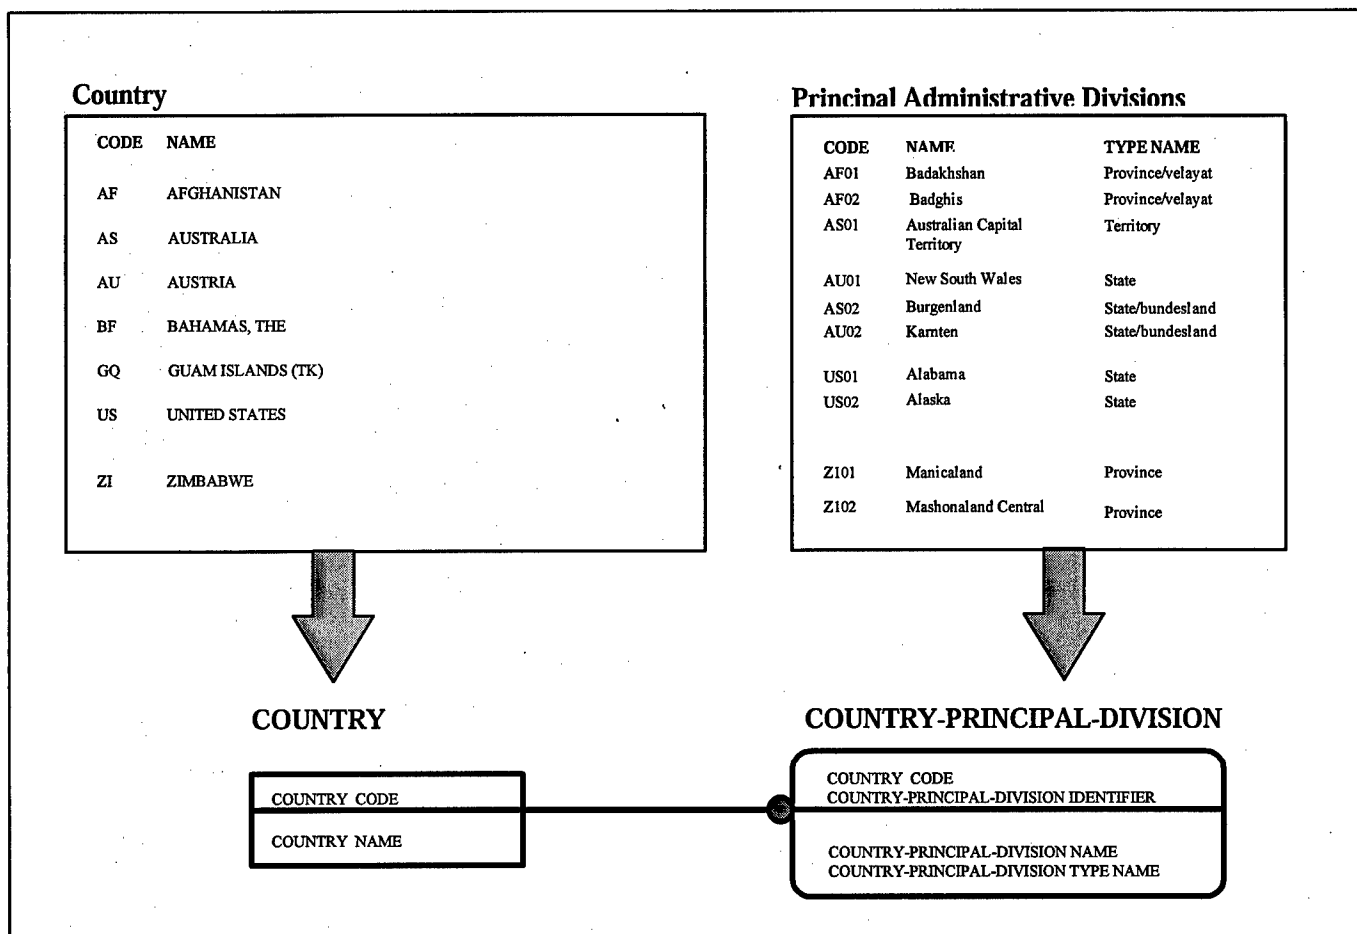 Country
CODE NAME
AF AFGHANISTAN
AS AUSTRALIA
AU AUSTRIA
BF BAHAMAS, THE
GQ GUAM ISLANDS (TK)
US UNITED STATES
ZI ZIMBABWE
Principal Administrative Divisions
CODE NAME TYPE NAME
AF01 Badakhshan Province/velayat
AF02 Badghis Province/velayat
AS01 Australian Capital Territory
Territory
AU01 New South Wales State
AS02 Burgenland State/bundesland
AU02 Karnten State/bundesland
US01 Alabama State
US02 Alaska State
Z101 Manicaland Province
Z102 Mashonaland Central Province
COUNTRY
COUNTRY CODE
COUNTRY NAME
COUNTRY-PRINCIPAL-DIVISION
COUNTRY CODE
COUNTRY-PRINCIPAL-DIVISION IDENTIFIER
COUNTRY-PRINCIPAL-DIVISION NAME
COUNTRY-PRINCIPAL-DIVISION TYPE NAME